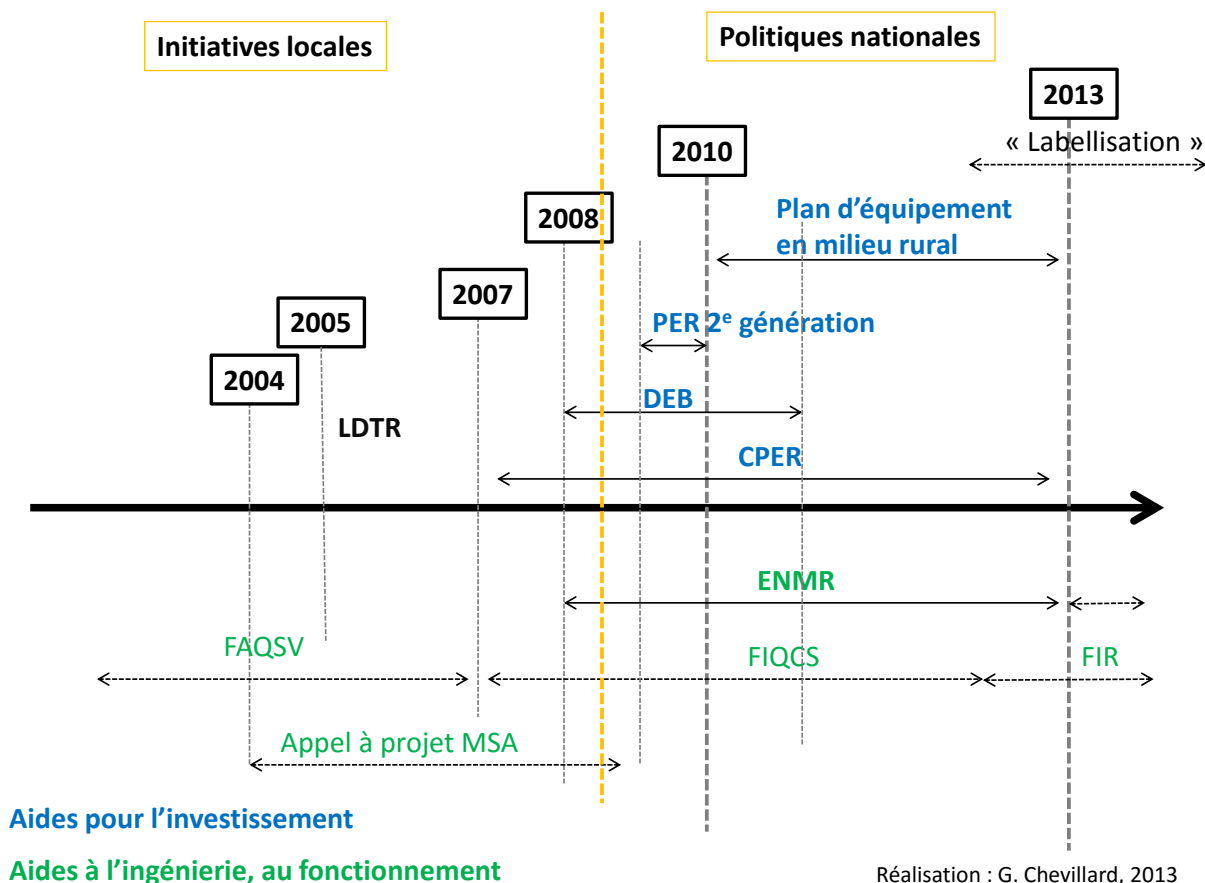 Initiatives locales
Politiques nationales
2013
« Labellisation »
2010
2008
Plan d’équipement
en milieu rural
2007
2005
PER 2e génération
2004
DEB
LDTR
CPER
ENMR
FAQSV
FIQCS
FIR
Appel à projet MSA
Aides pour l’investissement
Aides à l’ingénierie, au fonctionnement
Réalisation : G. Chevillard, 2013